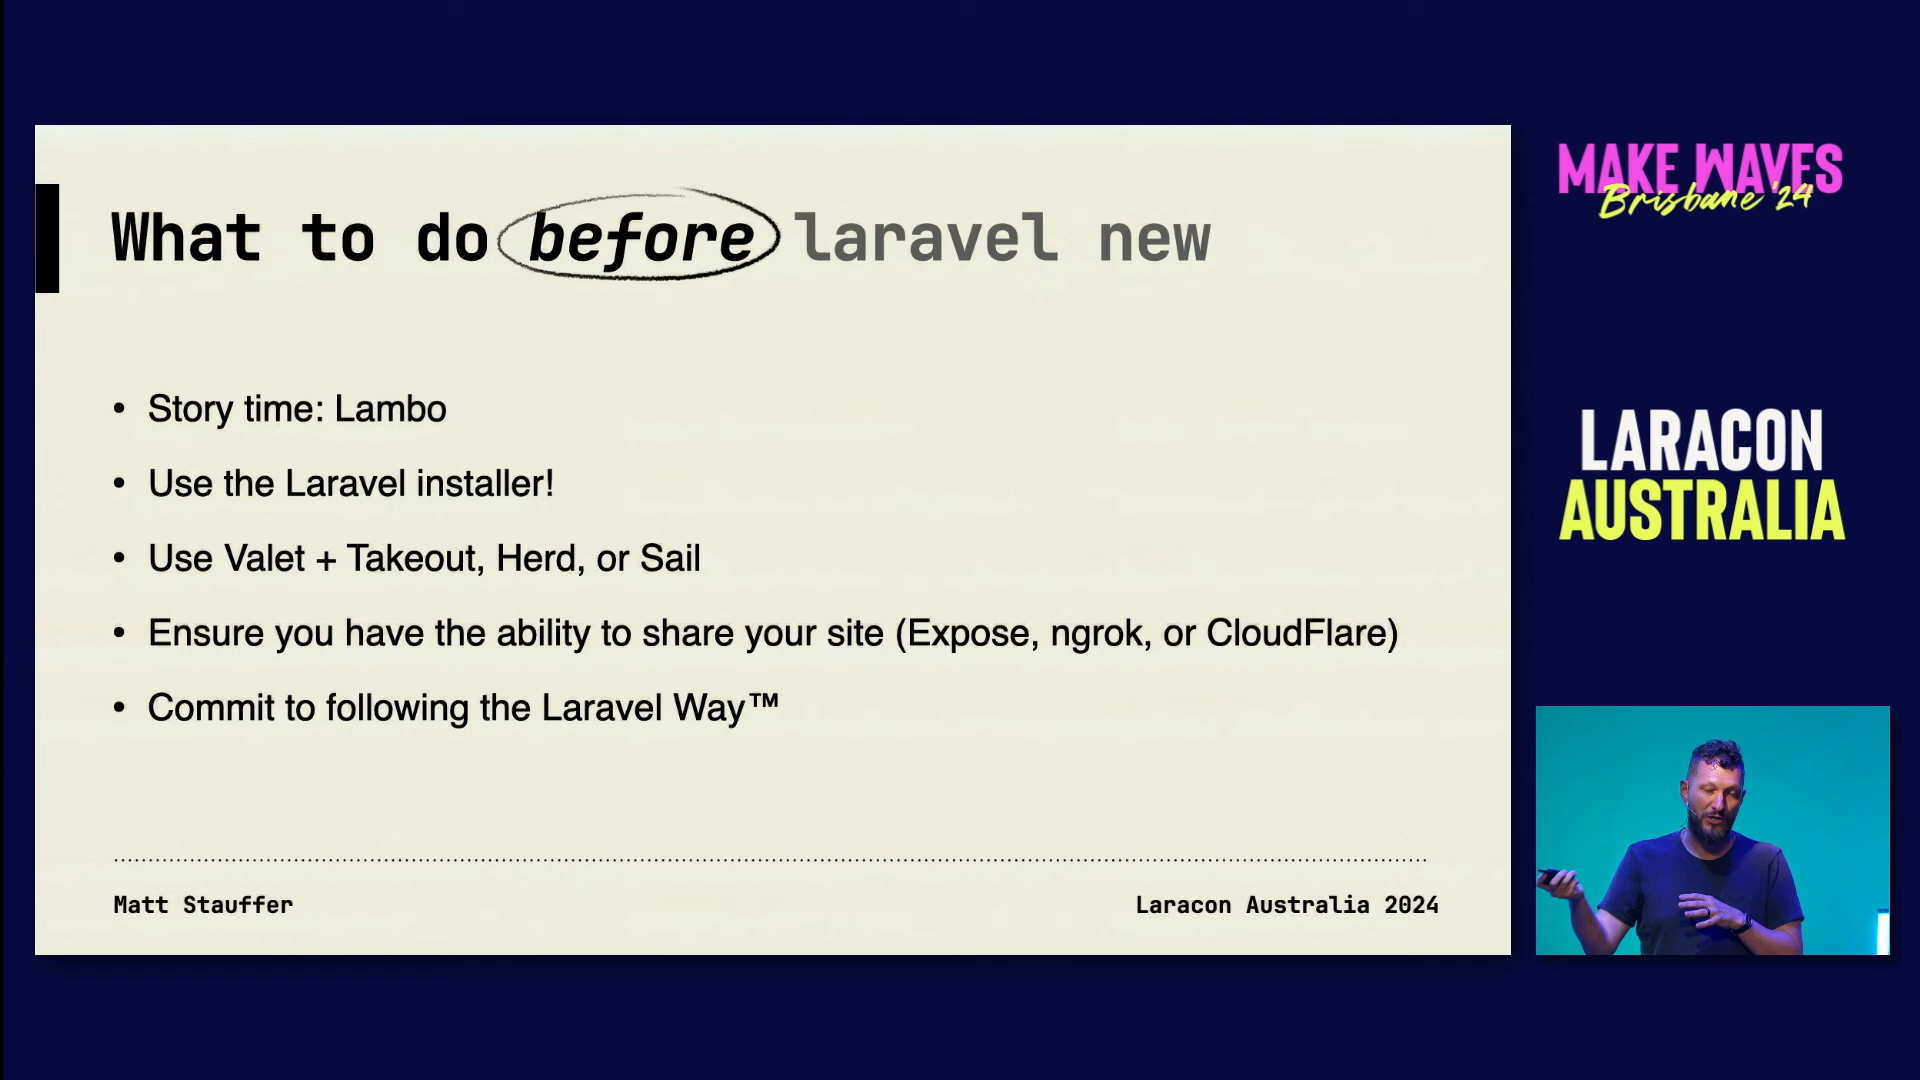 What to do before laravel new
• Story time: Lambo
• Use the Laravel installer!
• Use Valet + Takeout, Herd, or Sail
• Ensure you have the ability to share your site (Expose, ngrok, or CloudFlare)
• Commit to following the Laravel Way™
Matt Stauffer
Laracon Australia 2024
MAKE WAVES
Brisbane '24
LARACON
AUSTRALIA